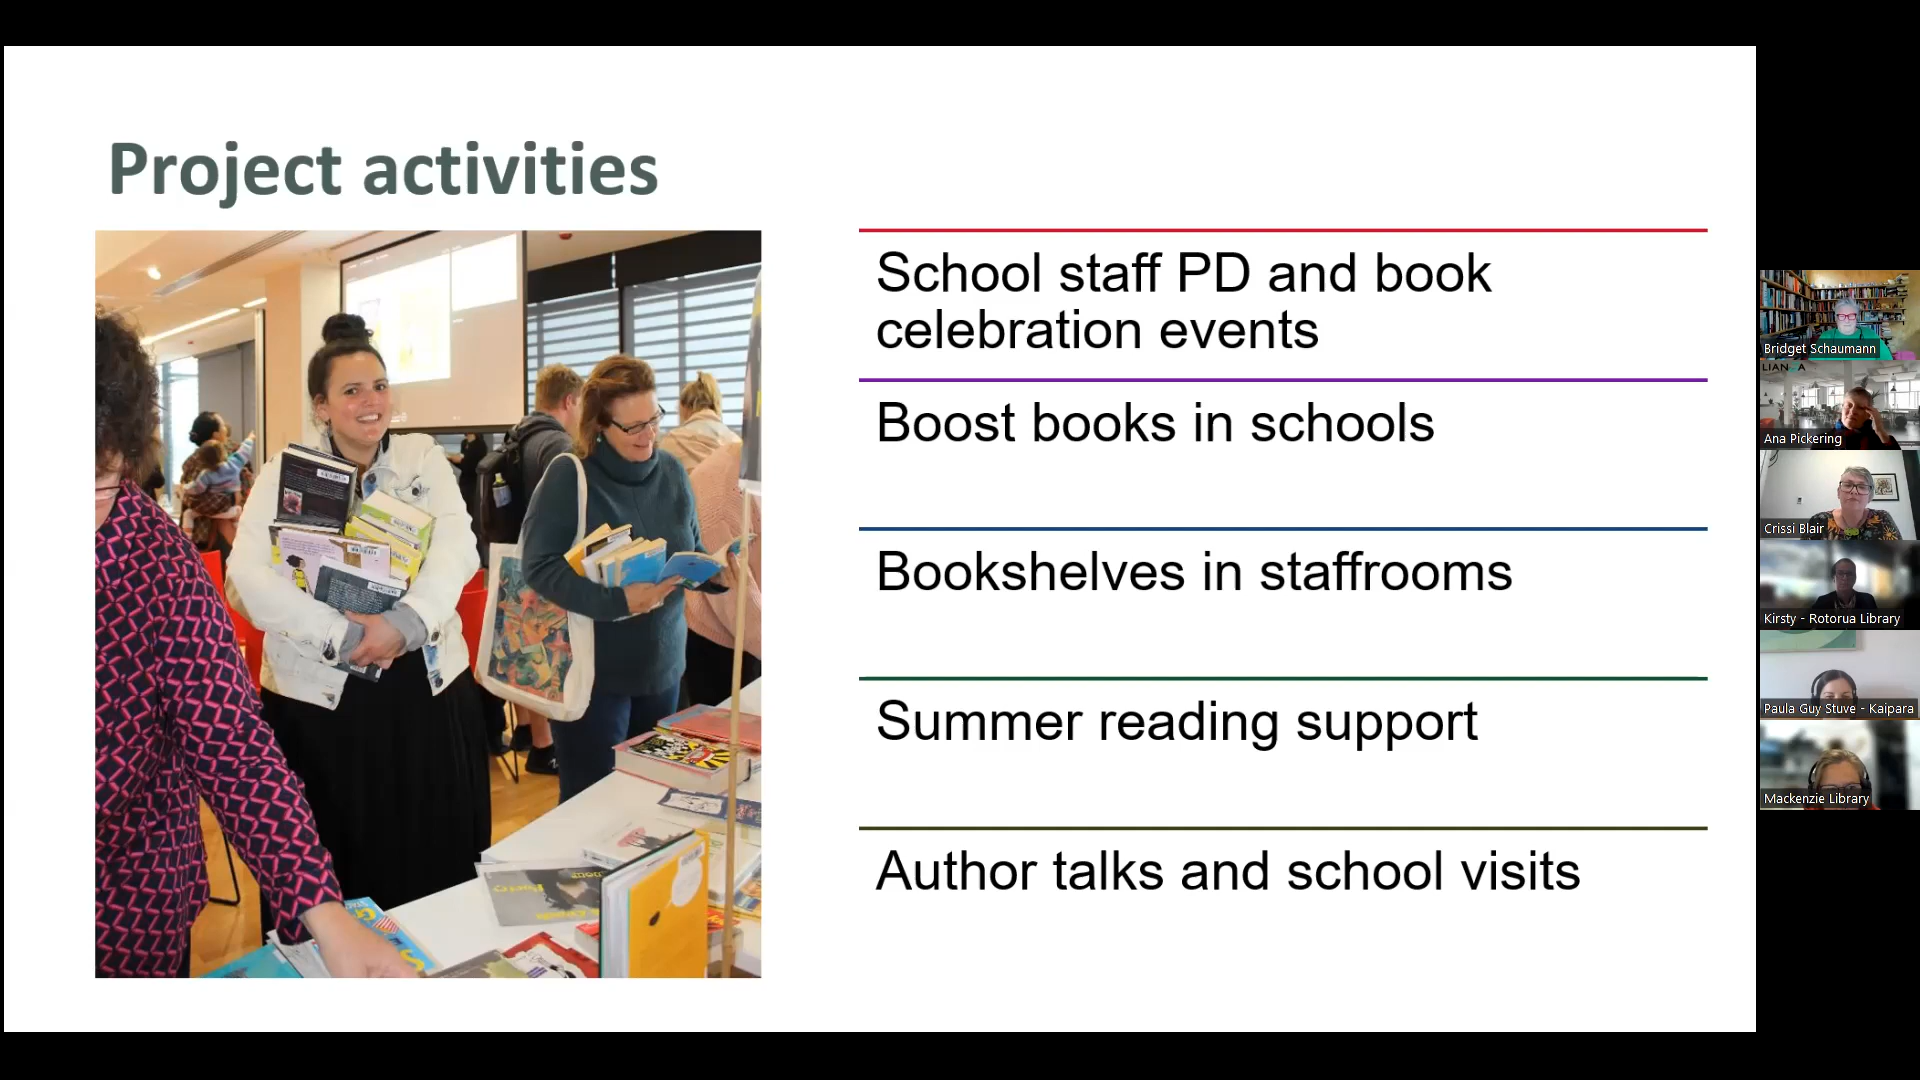 Project activities
School staff PD and book
celebration events
Boost books in schools
Bookshelves in staffrooms
Summer reading support
Author talks and school visits
Bridget Schaumann
LIANZA
Ana Pickering
Crissi Blair
Kirsty - Rotorua Library
Paula Guy Stuve - Kaipara
Mackenzie Library